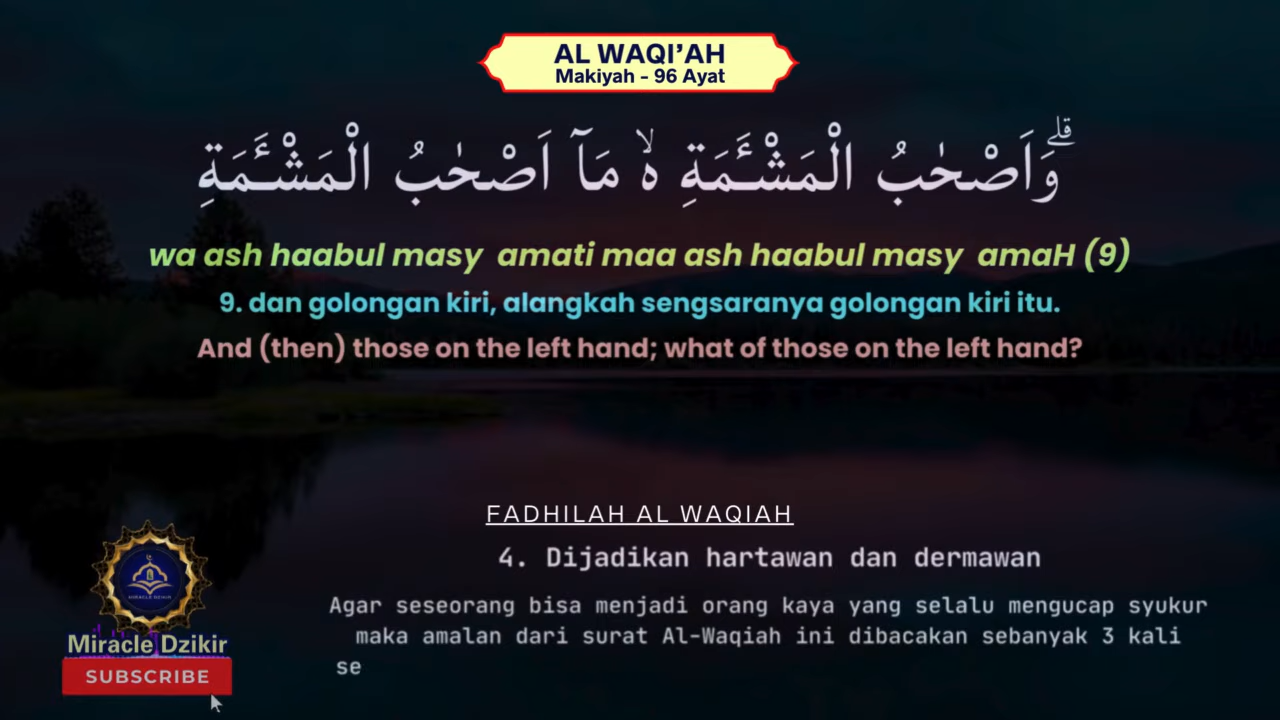 AL WAQI’AH
Makiyah - 96 Ayat
وَاَصْحٰبُ الْمَشْـَٔمَةِ ەۙ مَآ اَصْحٰبُ الْمَشْـَٔمَةِ ۗ
wa ash haabul masy amati maa ash haabul masy amaH (9)
9. dan golongan kiri, alangkah sengsaranya golongan kiri itu.
And (then) those on the left hand; what of those on the left hand?
FADHILAH AL WAQIAH
4. Dijadikan hartawan dan dermawan
Agar seseorang bisa menjadi orang kaya yang selalu mengucap syukur
maka amalan dari surat Al-Waqiah ini dibacakan sebanyak 3 kali
se
MIRACLE DZIKIR
Miracle Dzikir
SUBSCRIBE